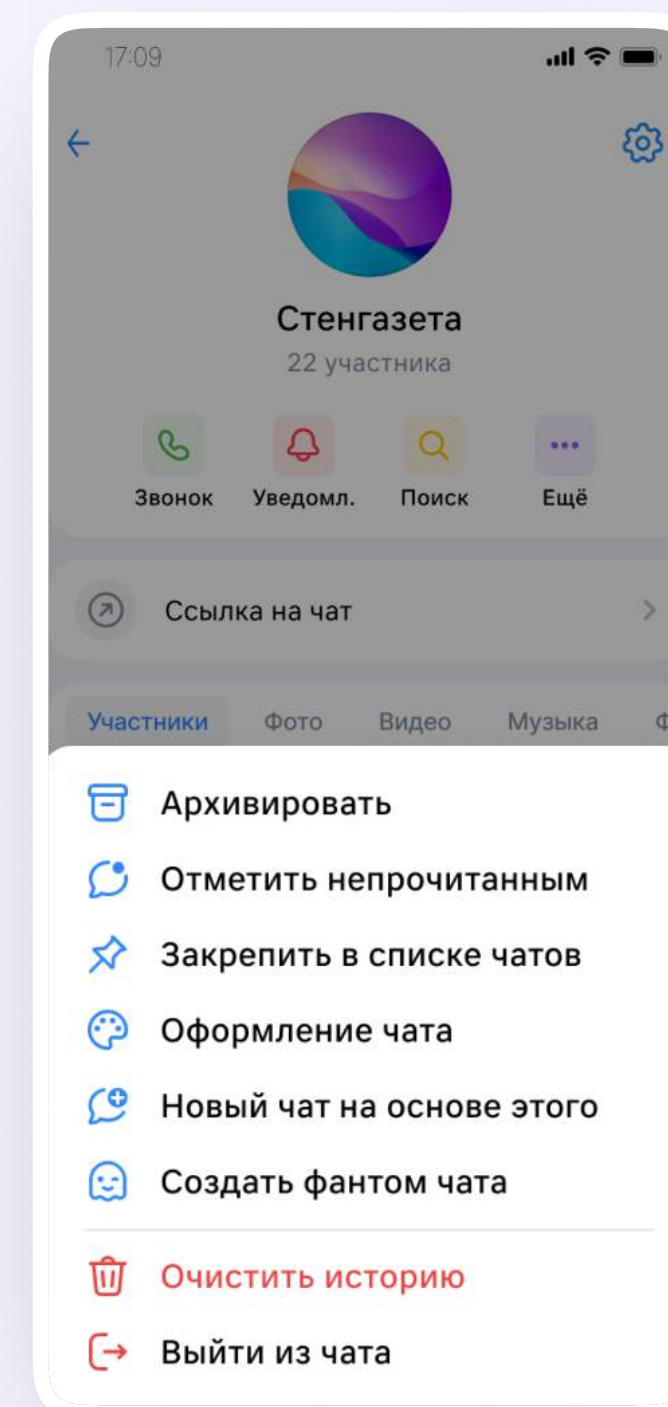 17:09
Стенгазета
22 участника
Звонок Уведомл. Поиск Ещё
Ссылка на чат
Участники Фото Видео Музыка Ф
Архивировать
Отметить непрочитанным
Закрепить в списке чатов
Оформление чата
Новый чат на основе этого
Создать фантом чата
Очистить историю
Выйти из чата